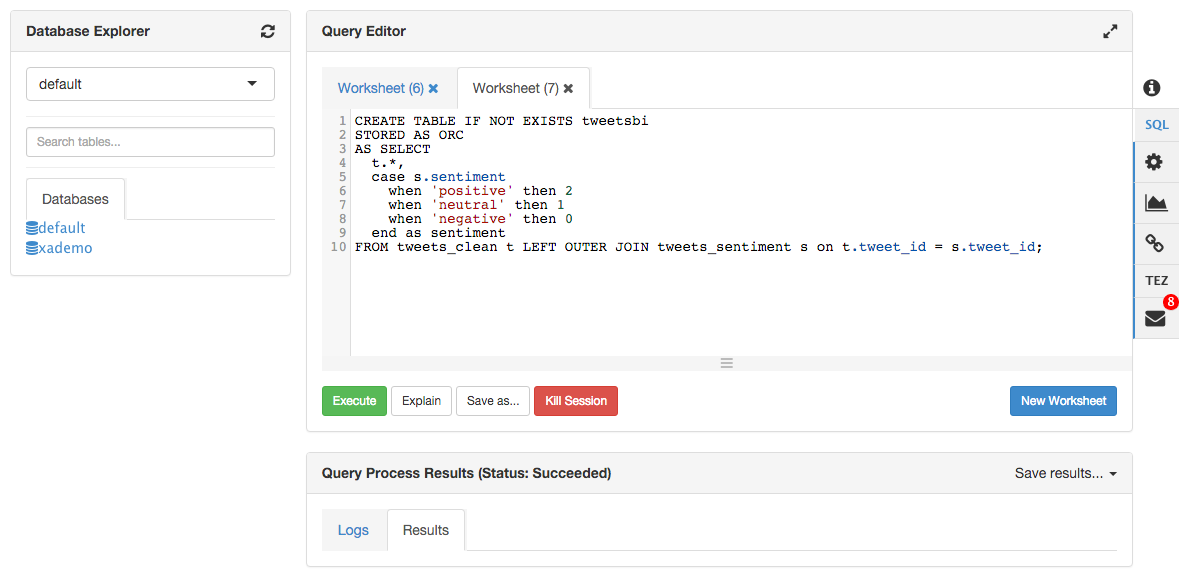 Database Explorer
default
Search tables...
Databases
default
xademo
Query Editor
Worksheet (6) ✖
Worksheet (7) ✖
1 CREATE TABLE IF NOT EXISTS tweetsbi
2 STORED AS ORC
3 AS SELECT
4   t.*,
5   case s.sentiment
6     when 'positive' then 2
7     when 'neutral' then 1
8     when 'negative' then 0
9   end as sentiment
10 FROM tweets_clean t LEFT OUTER JOIN tweets_sentiment s on t.tweet_id = s.tweet_id;
Execute
Explain
Save as...
Kill Session
New Worksheet
Query Process Results (Status: Succeeded)
Save results...
Logs
Results
SQL
TEZ
8